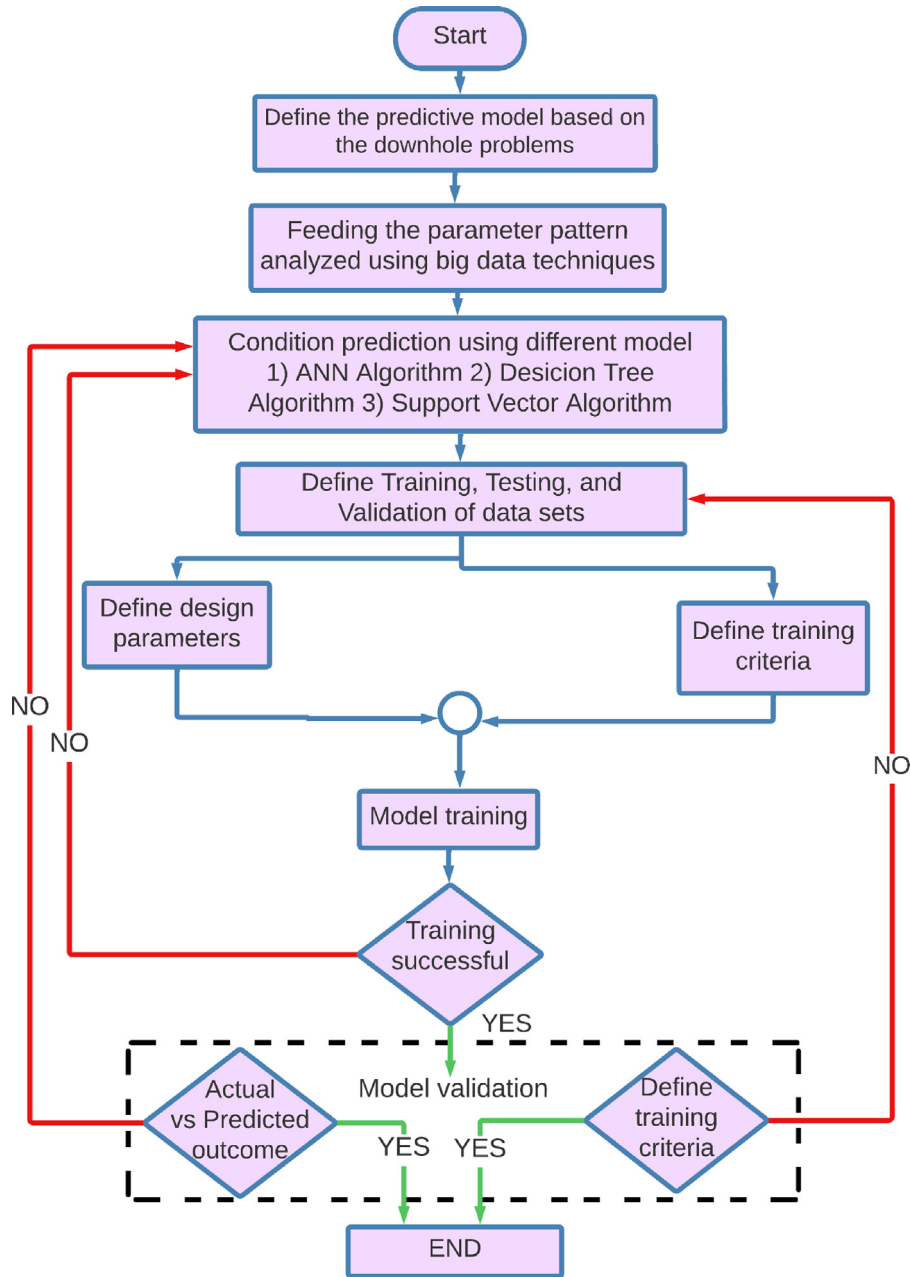 Start
Define the predictive model based on
the downhole problems
Feeding the parameter pattern
analyzed using big data techniques
Condition prediction using different model
1) ANN Algorithm 2) Desicion Tree
Algorithm 3) Support Vector Algorithm
Define Training, Testing, and
Validation of data sets
Define design
parameters
Define training
criteria
NO
NO
NO
Model training
Training
successful
YES
Model validation
Actual
vs Predicted
outcome
Define
training
criteria
YES
YES
END